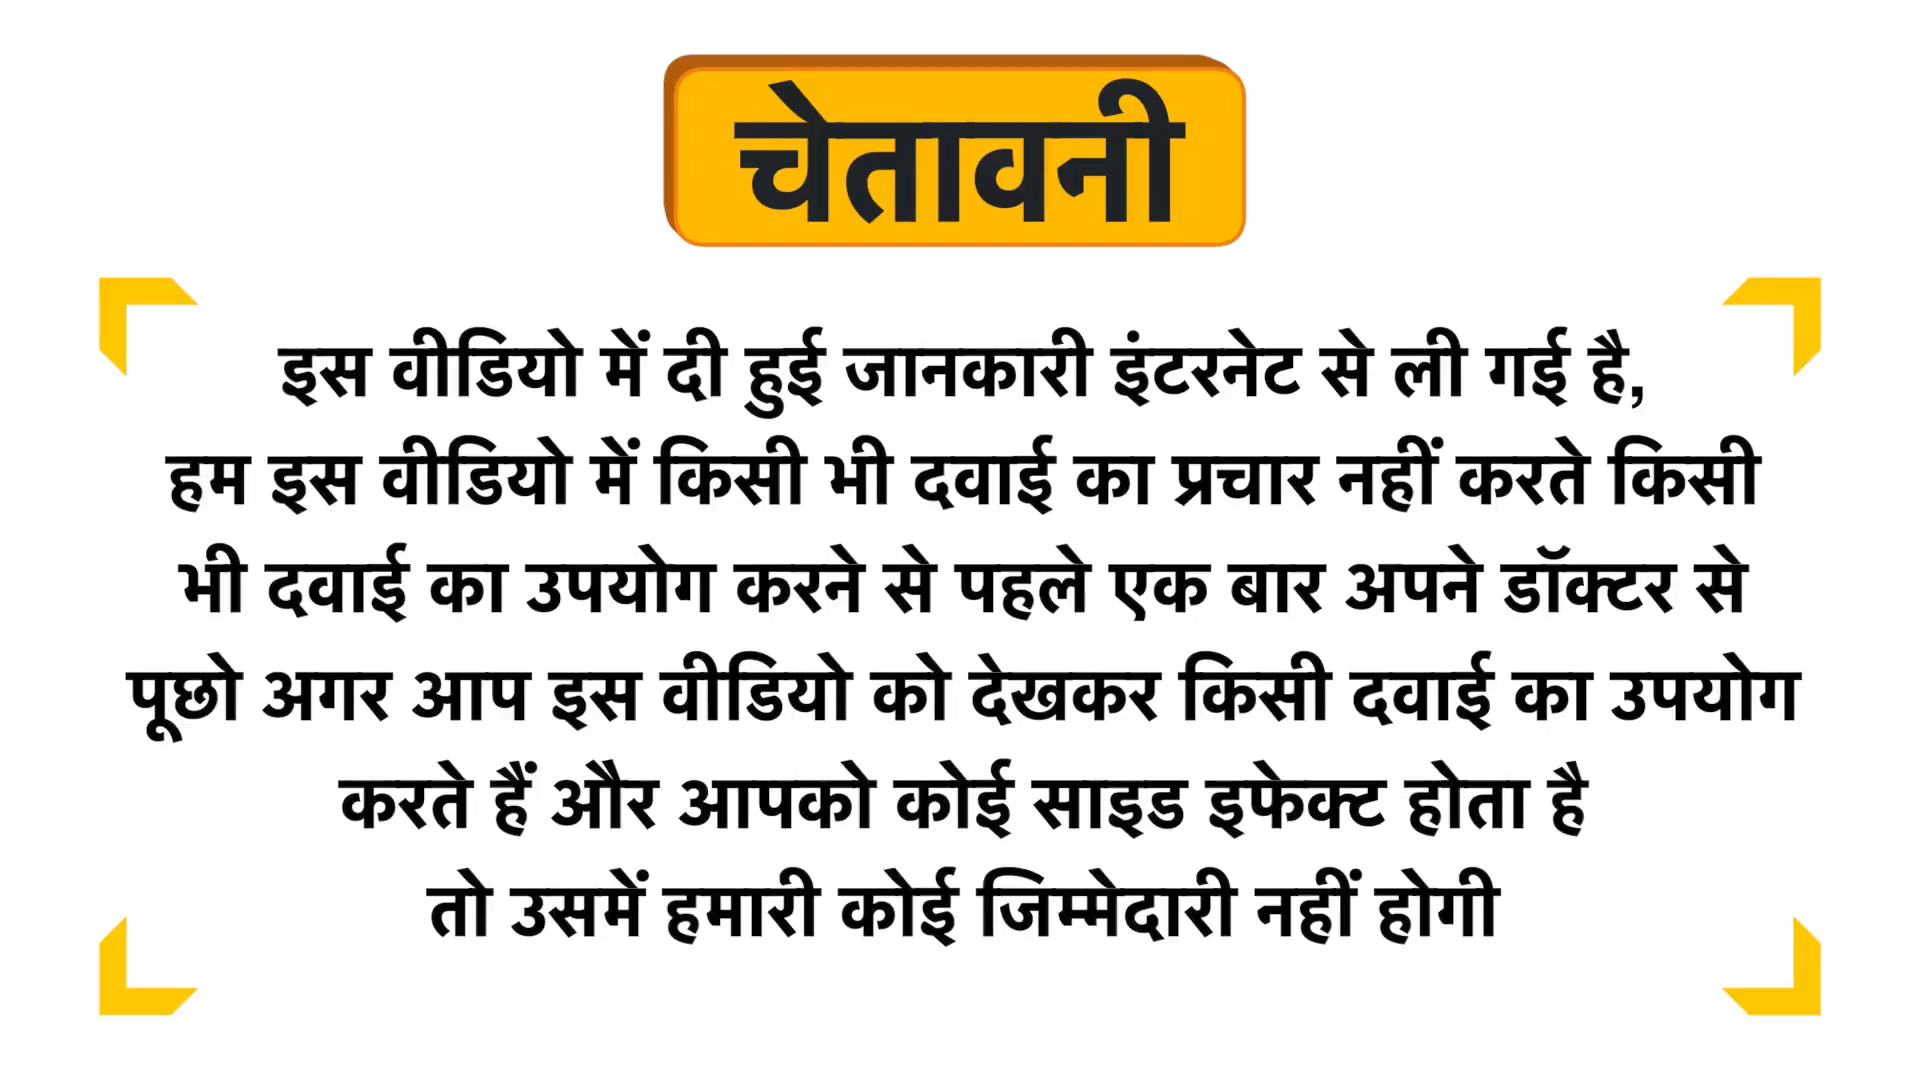 चेतावनी
इस वीडियो में दी हुई जानकारी इंटरनेट से ली गई है,
हम इस वीडियो में किसी भी दवाई का प्रचार नहीं करते किसी
भी दवाई का उपयोग करने से पहले एक बार अपने डॉक्टर से
पूछो अगर आप इस वीडियो को देखकर किसी दवाई का उपयोग
करते हैं और आपको कोई साइड इफेक्ट होता है
तो उसमें हमारी कोई जिम्मेदारी नहीं होगी